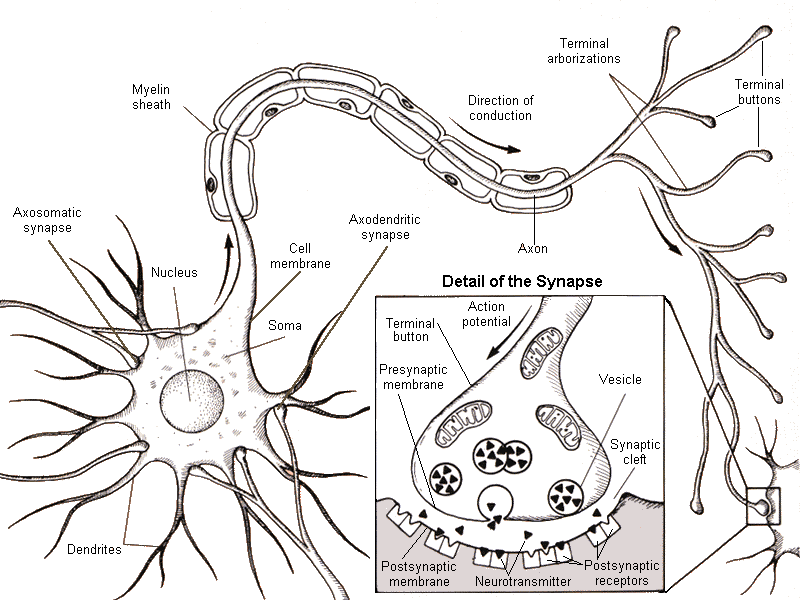 Terminal
arborizations
Myelin
sheath
Direction of
conduction
Terminal
buttons
Axosomatic
synapse
Axodendritic
synapse
Cell
membrane
Axon
Nucleus
Soma
Dendrites
Detail of the Synapse
Action
potential
Terminal
button
Presynaptic
membrane
Vesicle
Synaptic
cleft
Postsynaptic
membrane
Neurotransmitter
Postsynaptic
receptors